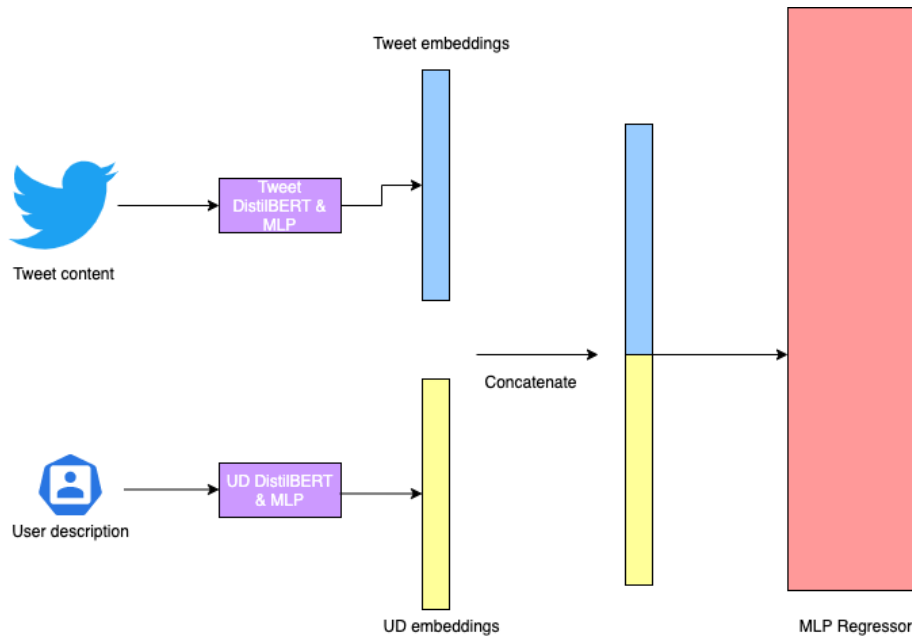 Tweet embeddings
Tweet
DistilBERT &
MLP
Tweet content
Concatenate
UD DistilBERT
& MLP
User description
UD embeddings
MLP Regressor